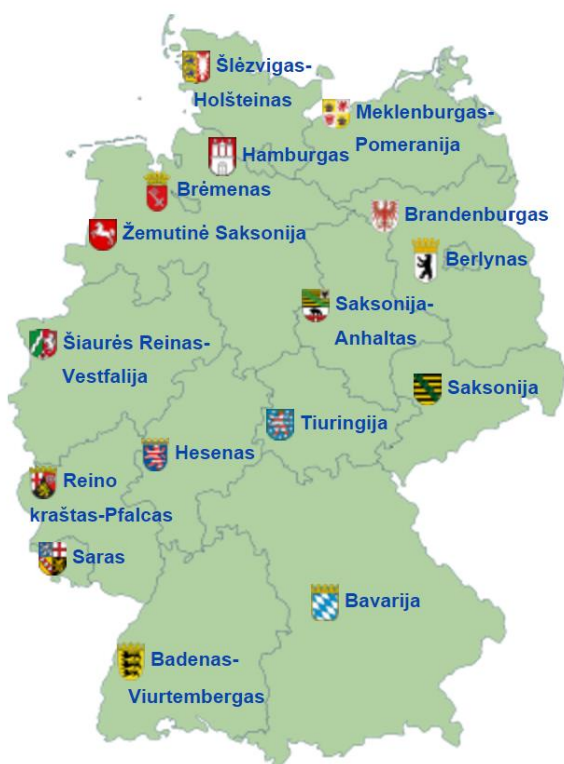 Šlėzvigas-
Holšteinas
Meklenburgas-
Pomeranija
Hamburgas
Brėmenas
Brandenburgas
Žemutinė Saksonija
Berlynas
Saksonija-
Anhaltas
Šiaurės Reinas-
Vestfalija
Saksonija
Tiuringija
Hesenas
Reino
kraštas-Pfalcas
Saras
Bavarija
Badenas-
Viurtembergas